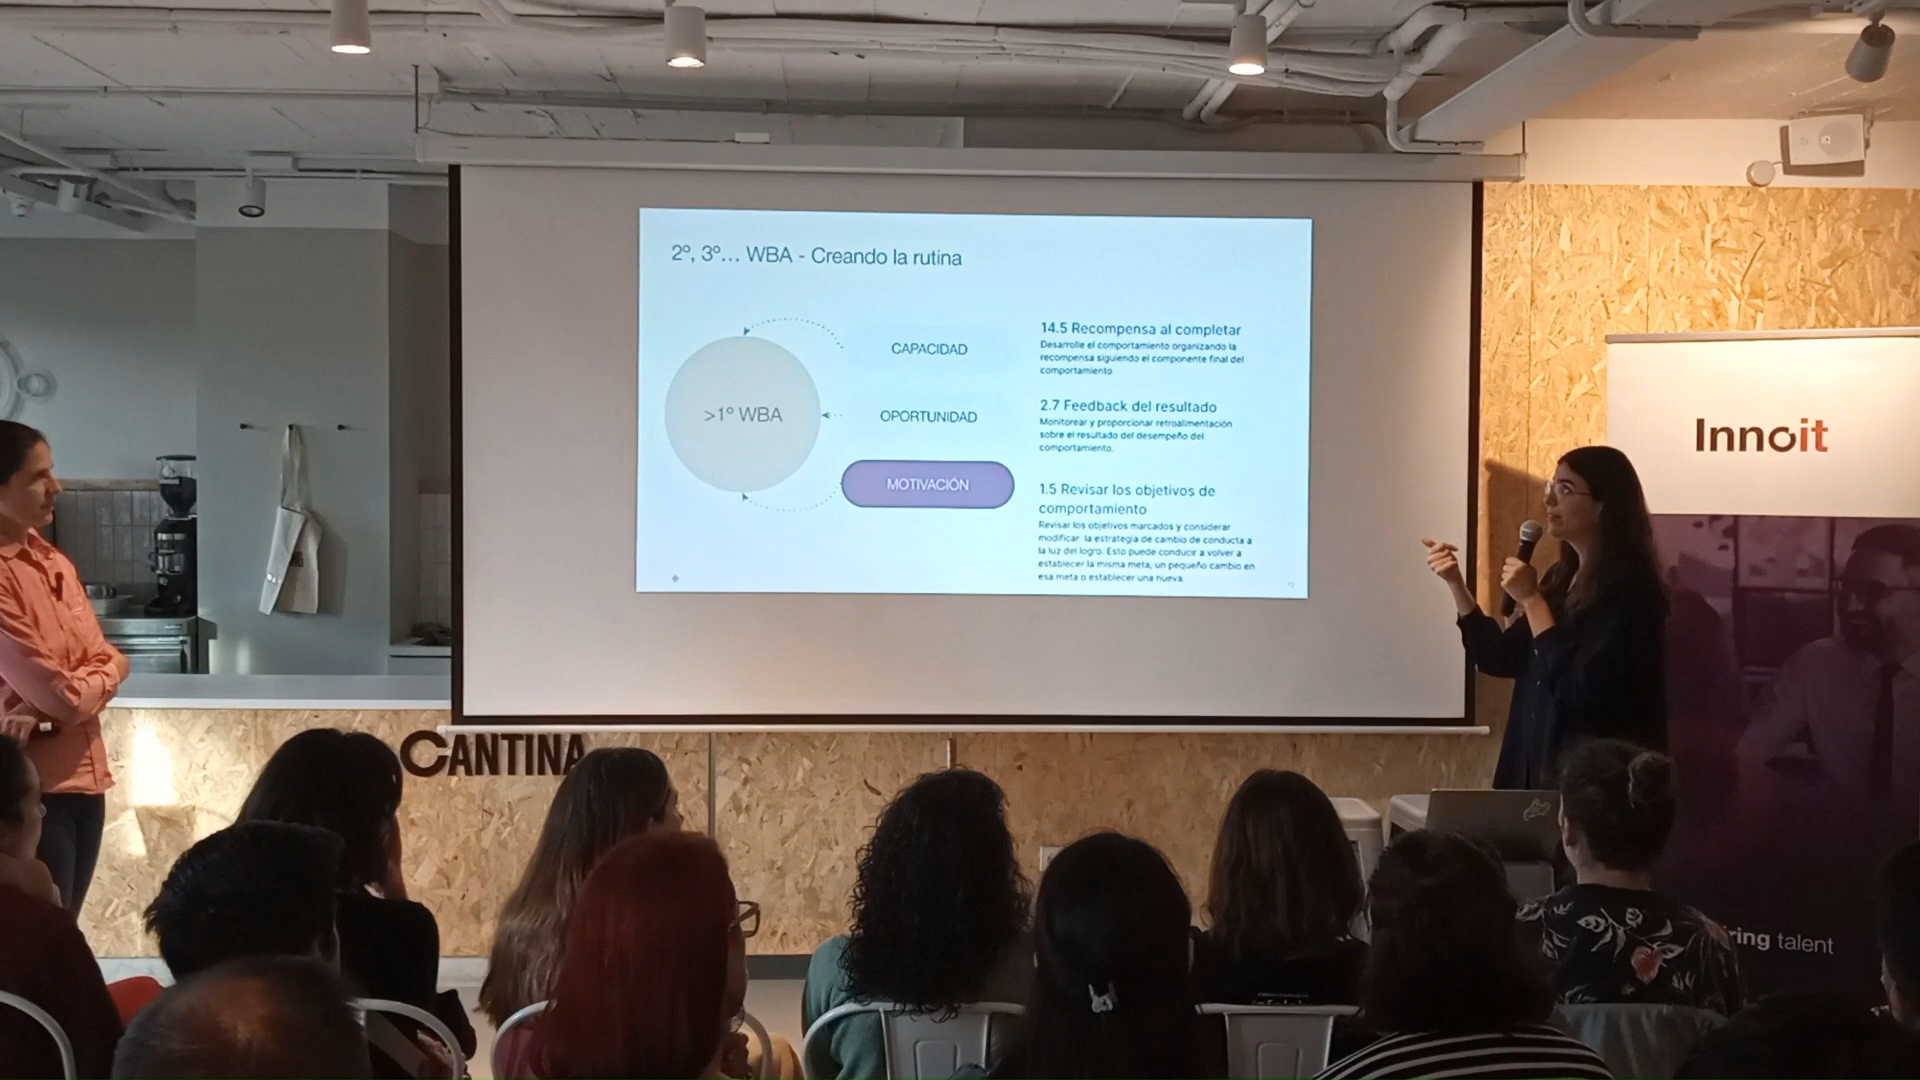 2º, 3º... WBA - Creando la rutina
>1º WBA
CAPACIDAD
OPORTUNIDAD
MOTIVACIÓN
14.5 Recompensa al completar
Desarrolle el comportamiento organizando la
recompensa siguiendo el componente final del
comportamiento
2.7 Feedback del resultado
Monitorear y proporcionar retroalimentación
sobre el resultado del desempeño del
comportamiento.
1.5 Revisar los objetivos de
comportamiento
Revisar los objetivos marcados y considerar
modificar la estrategia de cambio de conducta a
la luz del logro. Esto puede conducir a volver a
establecer la misma meta, un pequeño cambio en
esa meta o establecer una nueva.
Innoit
CANTINA
ring talent